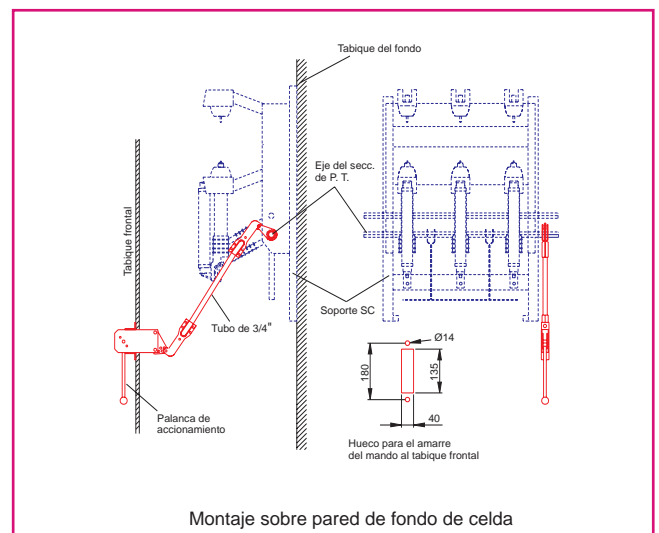 Tabique del fondo
Eje del secc.
de P. T.
Tabique frontal
Soporte SC
Tubo de 3/4"
Ø14
180
135
40
Palanca de
accionamiento
Hueco para el amarre
del mando al tabique frontal
Montaje sobre pared de fondo de celda